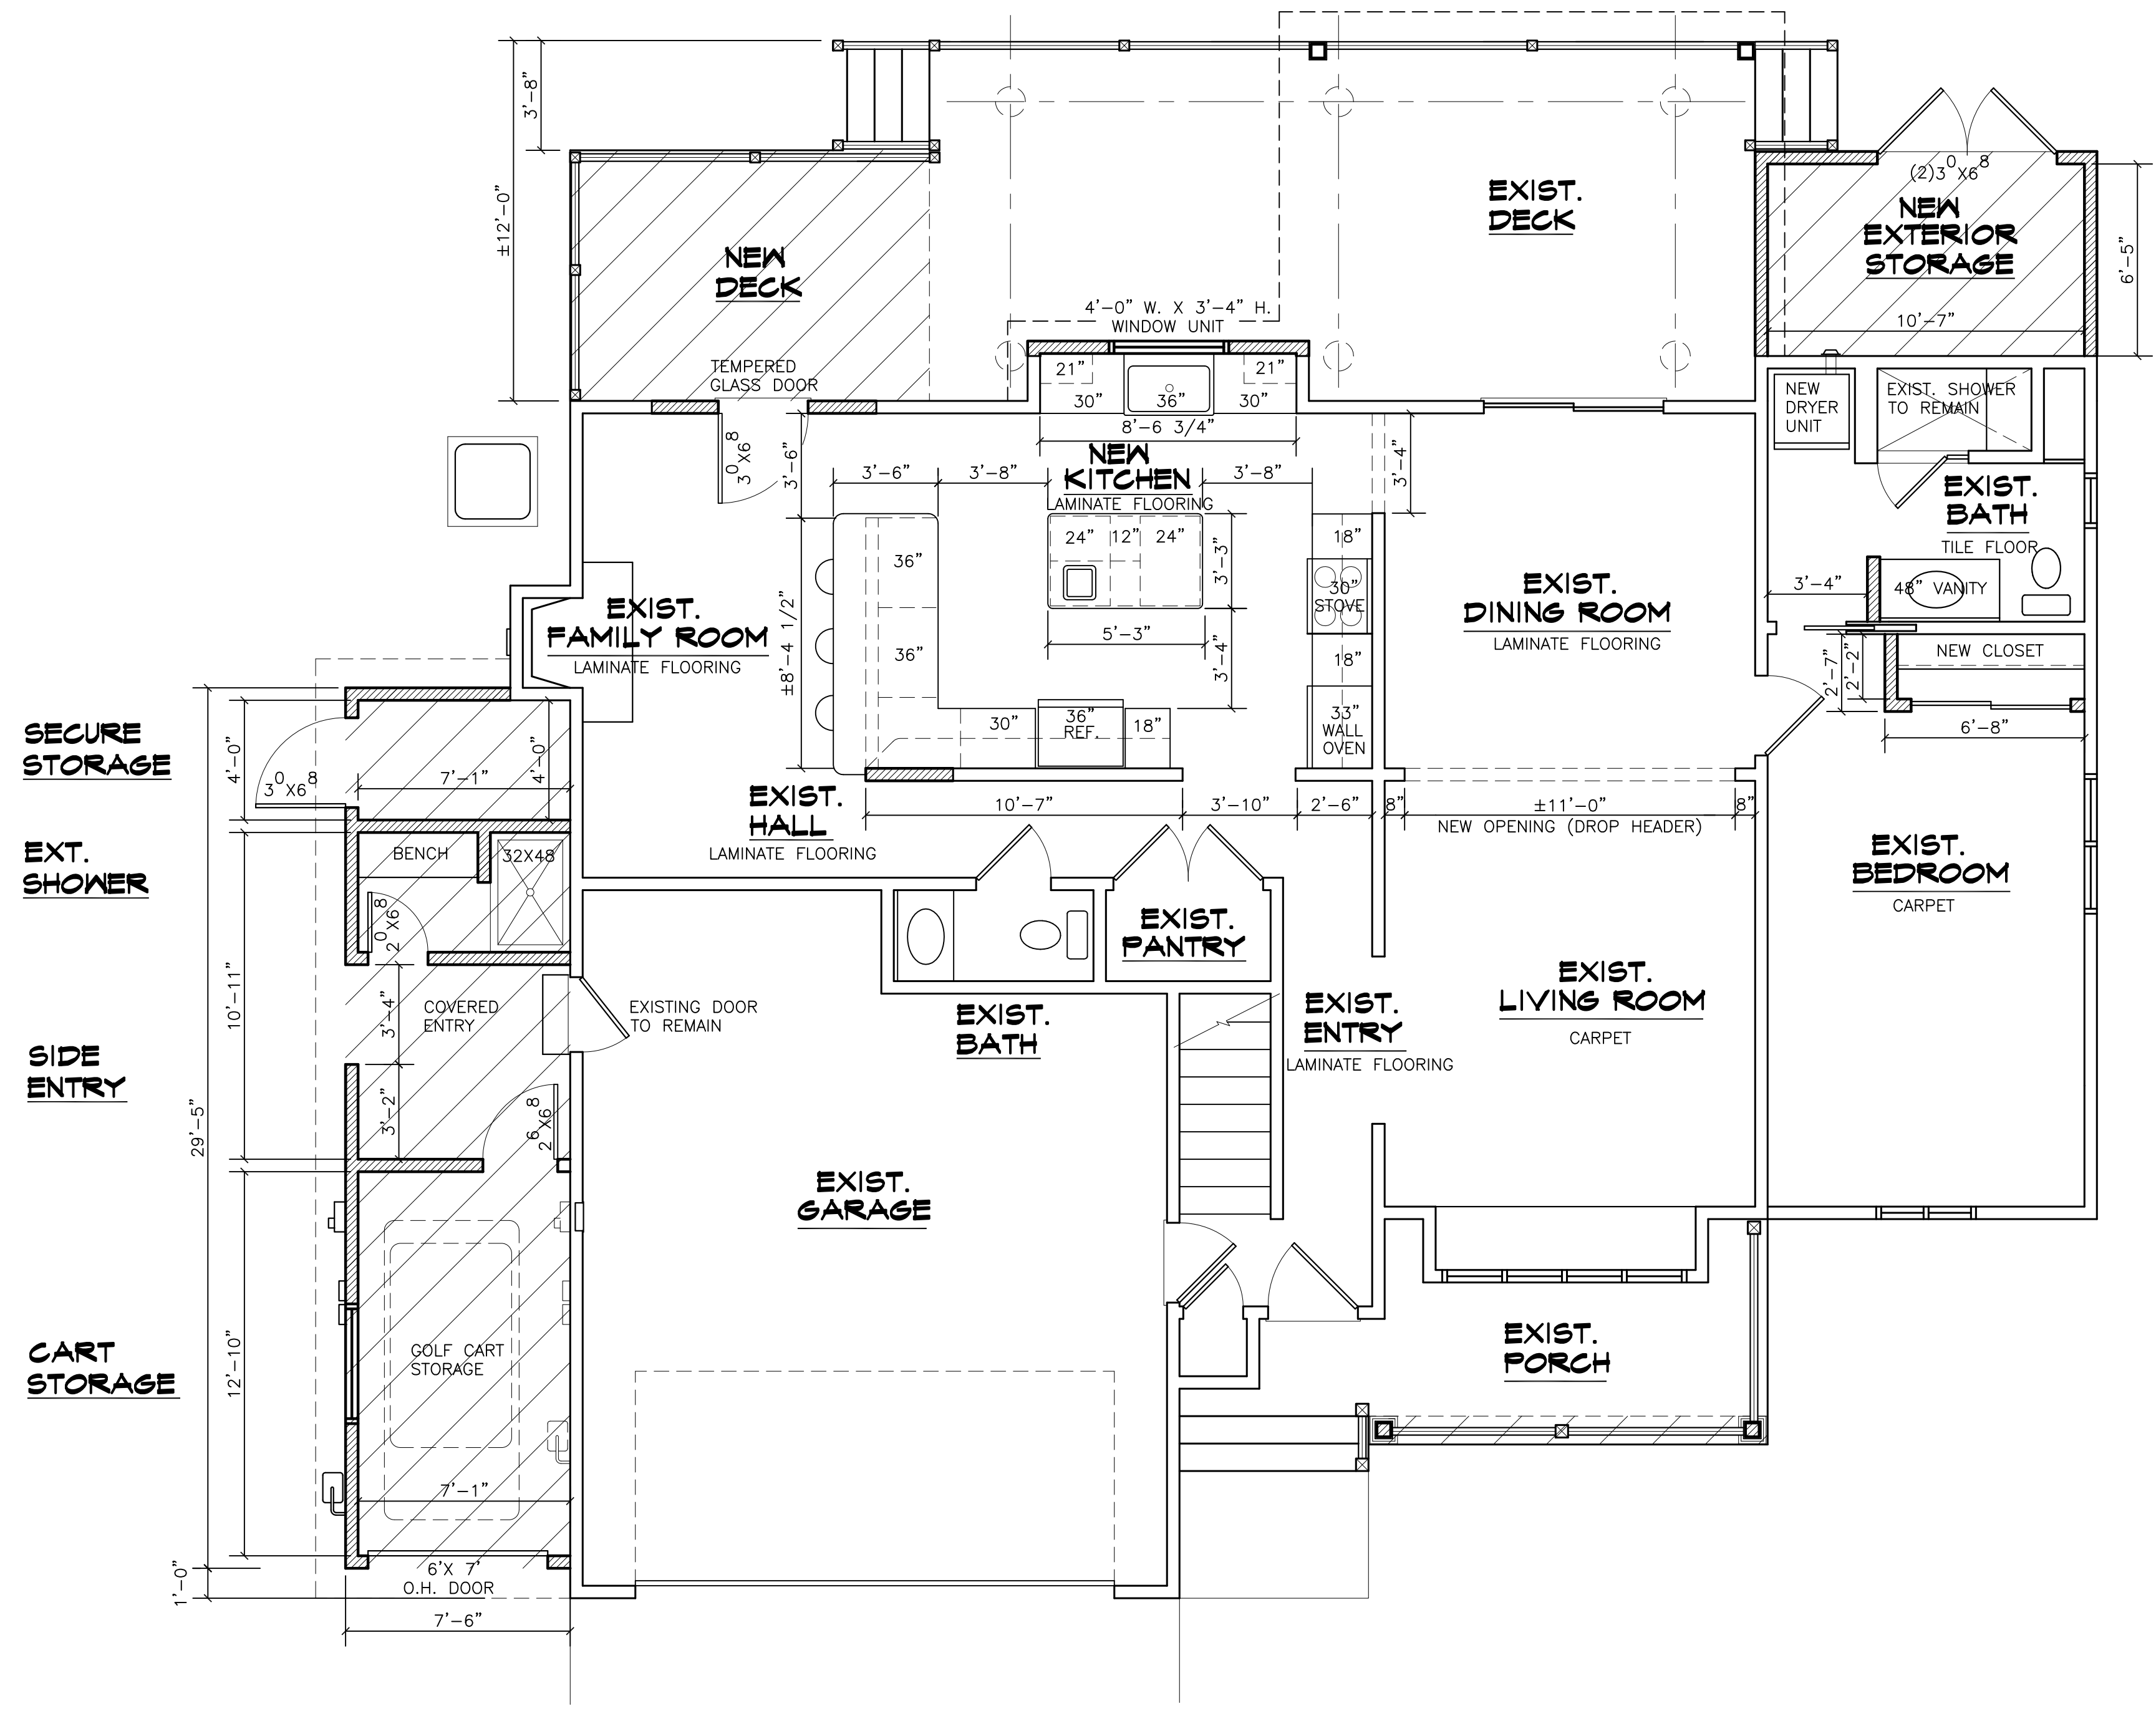 3'-8"
±12'-0"
NEW
DECK
EXIST.
DECK
(2)3⁰X6⁸
NEW
EXTERIOR
STORAGE
6'-5"
10'-7"
4'-0" W. X 3'-4" H.
WINDOW UNIT
TEMPERED
GLASS DOOR
3⁰X6⁸
21"
21"
30"
36"
30"
8'-6 3/4"
NEW
KITCHEN
LAMINATE FLOORING
3'-6"
3'-6"
3'-8"
3'-8"
3'-4"
NEW
DRYER
UNIT
EXIST. SHOWER
TO REMAIN
EXIST.
BATH
TILE FLOOR
3'-4"
48" VANITY
NEW CLOSET
2'-7"
2'-2"
6'-8"
36"
36"
±8'-4 1/2"
24"
12"
24"
3'-3"
5'-3"
3'-4"
18"
30"
STOVE
18"
33"
WALL
OVEN
30"
36"
REF.
18"
EXIST.
FAMILY ROOM
LAMINATE FLOORING
EXIST.
DINING ROOM
LAMINATE FLOORING
SECURE
STORAGE
4'-0"
3⁰X6⁸
7'-1"
4'-0"
EXIST.
HALL
LAMINATE FLOORING
10'-7"
3'-10"
2'-6"
8"
±11'-0"
8"
NEW OPENING (DROP HEADER)
EXT.
SHOWER
BENCH
32X48
2⁰X6⁸
EXIST.
BEDROOM
CARPET
EXIST.
PANTRY
10'-11"
3'-4"
COVERED
ENTRY
EXISTING DOOR
TO REMAIN
EXIST.
BATH
EXIST.
ENTRY
LAMINATE FLOORING
EXIST.
LIVING ROOM
CARPET
SIDE
ENTRY
29'-5"
3'-2"
2⁶X6⁸
EXIST.
GARAGE
CART
STORAGE
12'-10"
GOLF CART
STORAGE
EXIST.
PORCH
7'-1"
1'-0"
6'X 7'
O.H. DOOR
7'-6"